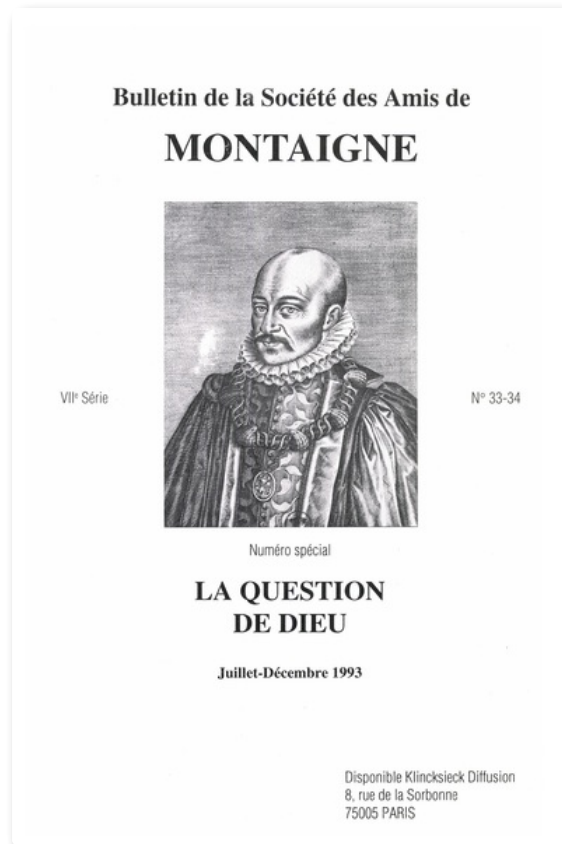 Bulletin de la Société des Amis de
MONTAIGNE
VIIᵉ Série
N° 33-34
Numéro spécial
LA QUESTION
DE DIEU
Juillet-Décembre 1993
Disponible Klincksieck Diffusion
8, rue de la Sorbonne
75005 PARIS